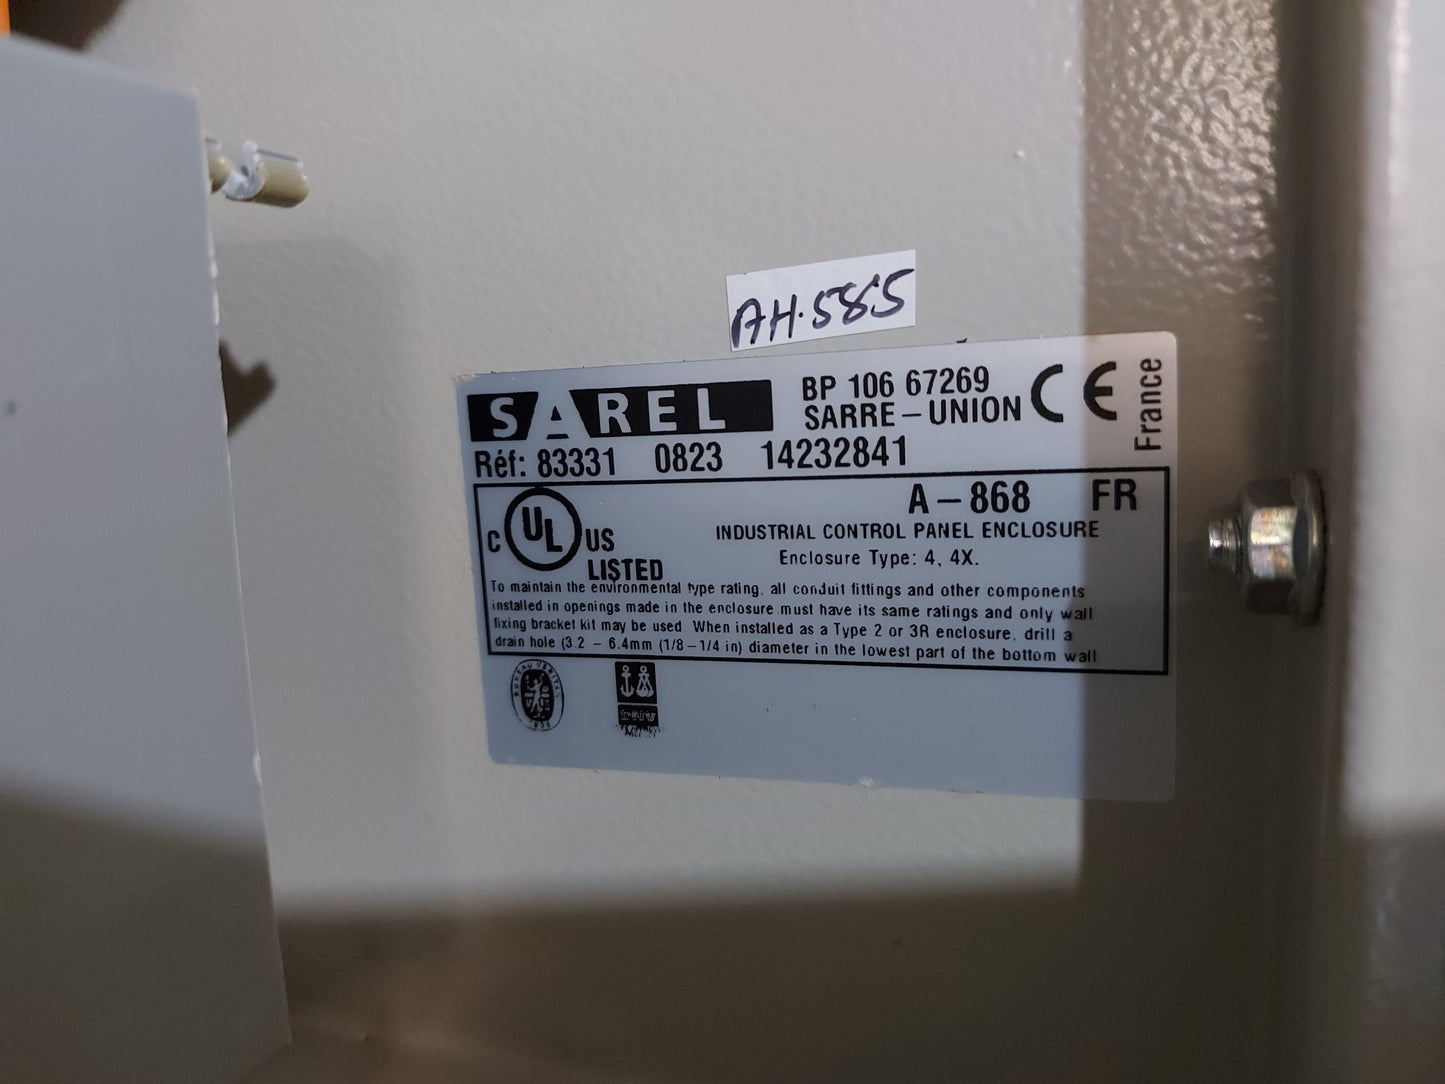 AH.585
SAREL
BP 106 67269
SARRE – UNION
CE
France
Réf: 83331 0823 14232841
A – 868 FR
C UL US
LISTED
INDUSTRIAL CONTROL PANEL ENCLOSURE
Enclosure Type: 4, 4X.
To maintain the environmental type rating, all conduit fittings and other components
installed in openings made in the enclosure must have its same ratings and only wall
fixing bracket kit may be used. When installed as a Type 2 or 3R enclosure, drill a
drain hole (3.2 – 6.4mm (1/8 – 1/4 in) diameter in the lowest part of the bottom wall
BUREAU VERITAS